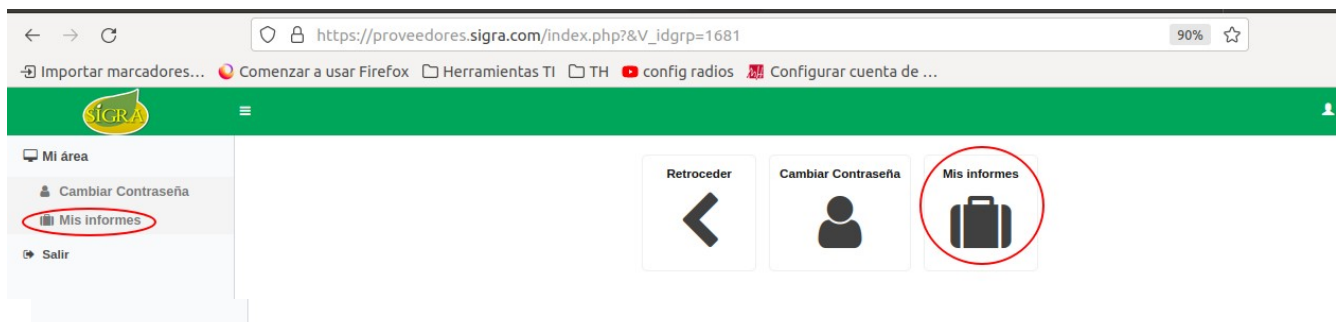 https://proveedores.sigra.com/index.php?&V_idgrp=1681
90%
Importar marcadores... Comenzar a usar Firefox Herramientas TI TH config radios Configurar cuenta de ...
SIGRA
Mi área
Cambiar Contraseña
Mis informes
Salir
Retroceder Cambiar Contraseña Mis informes